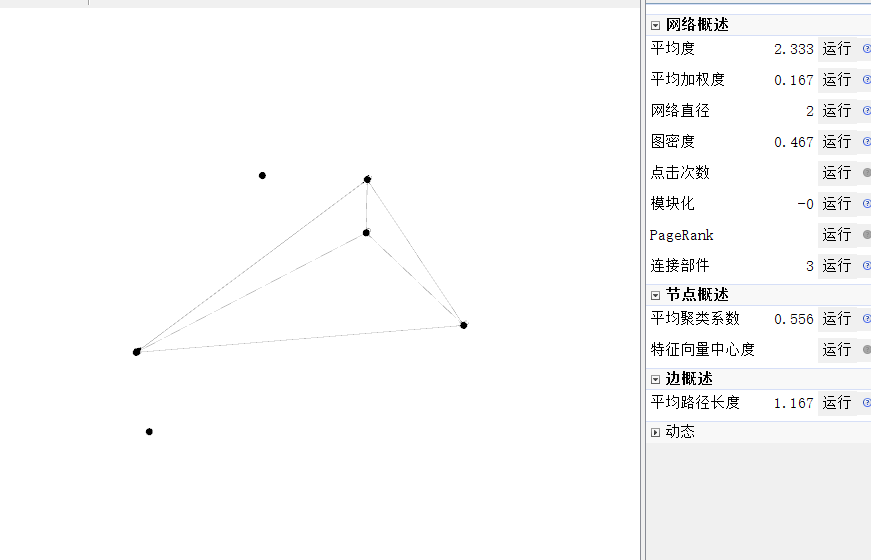 网络概述
平均度 2.333 运行
平均加权度 0.167 运行
网络直径 2 运行
图密度 0.467 运行
点击次数 运行
模块化 -0 运行
PageRank 运行
连接部件 3 运行
节点概述
平均聚类系数 0.556 运行
特征向量中心度 运行
边概述
平均路径长度 1.167 运行
动态